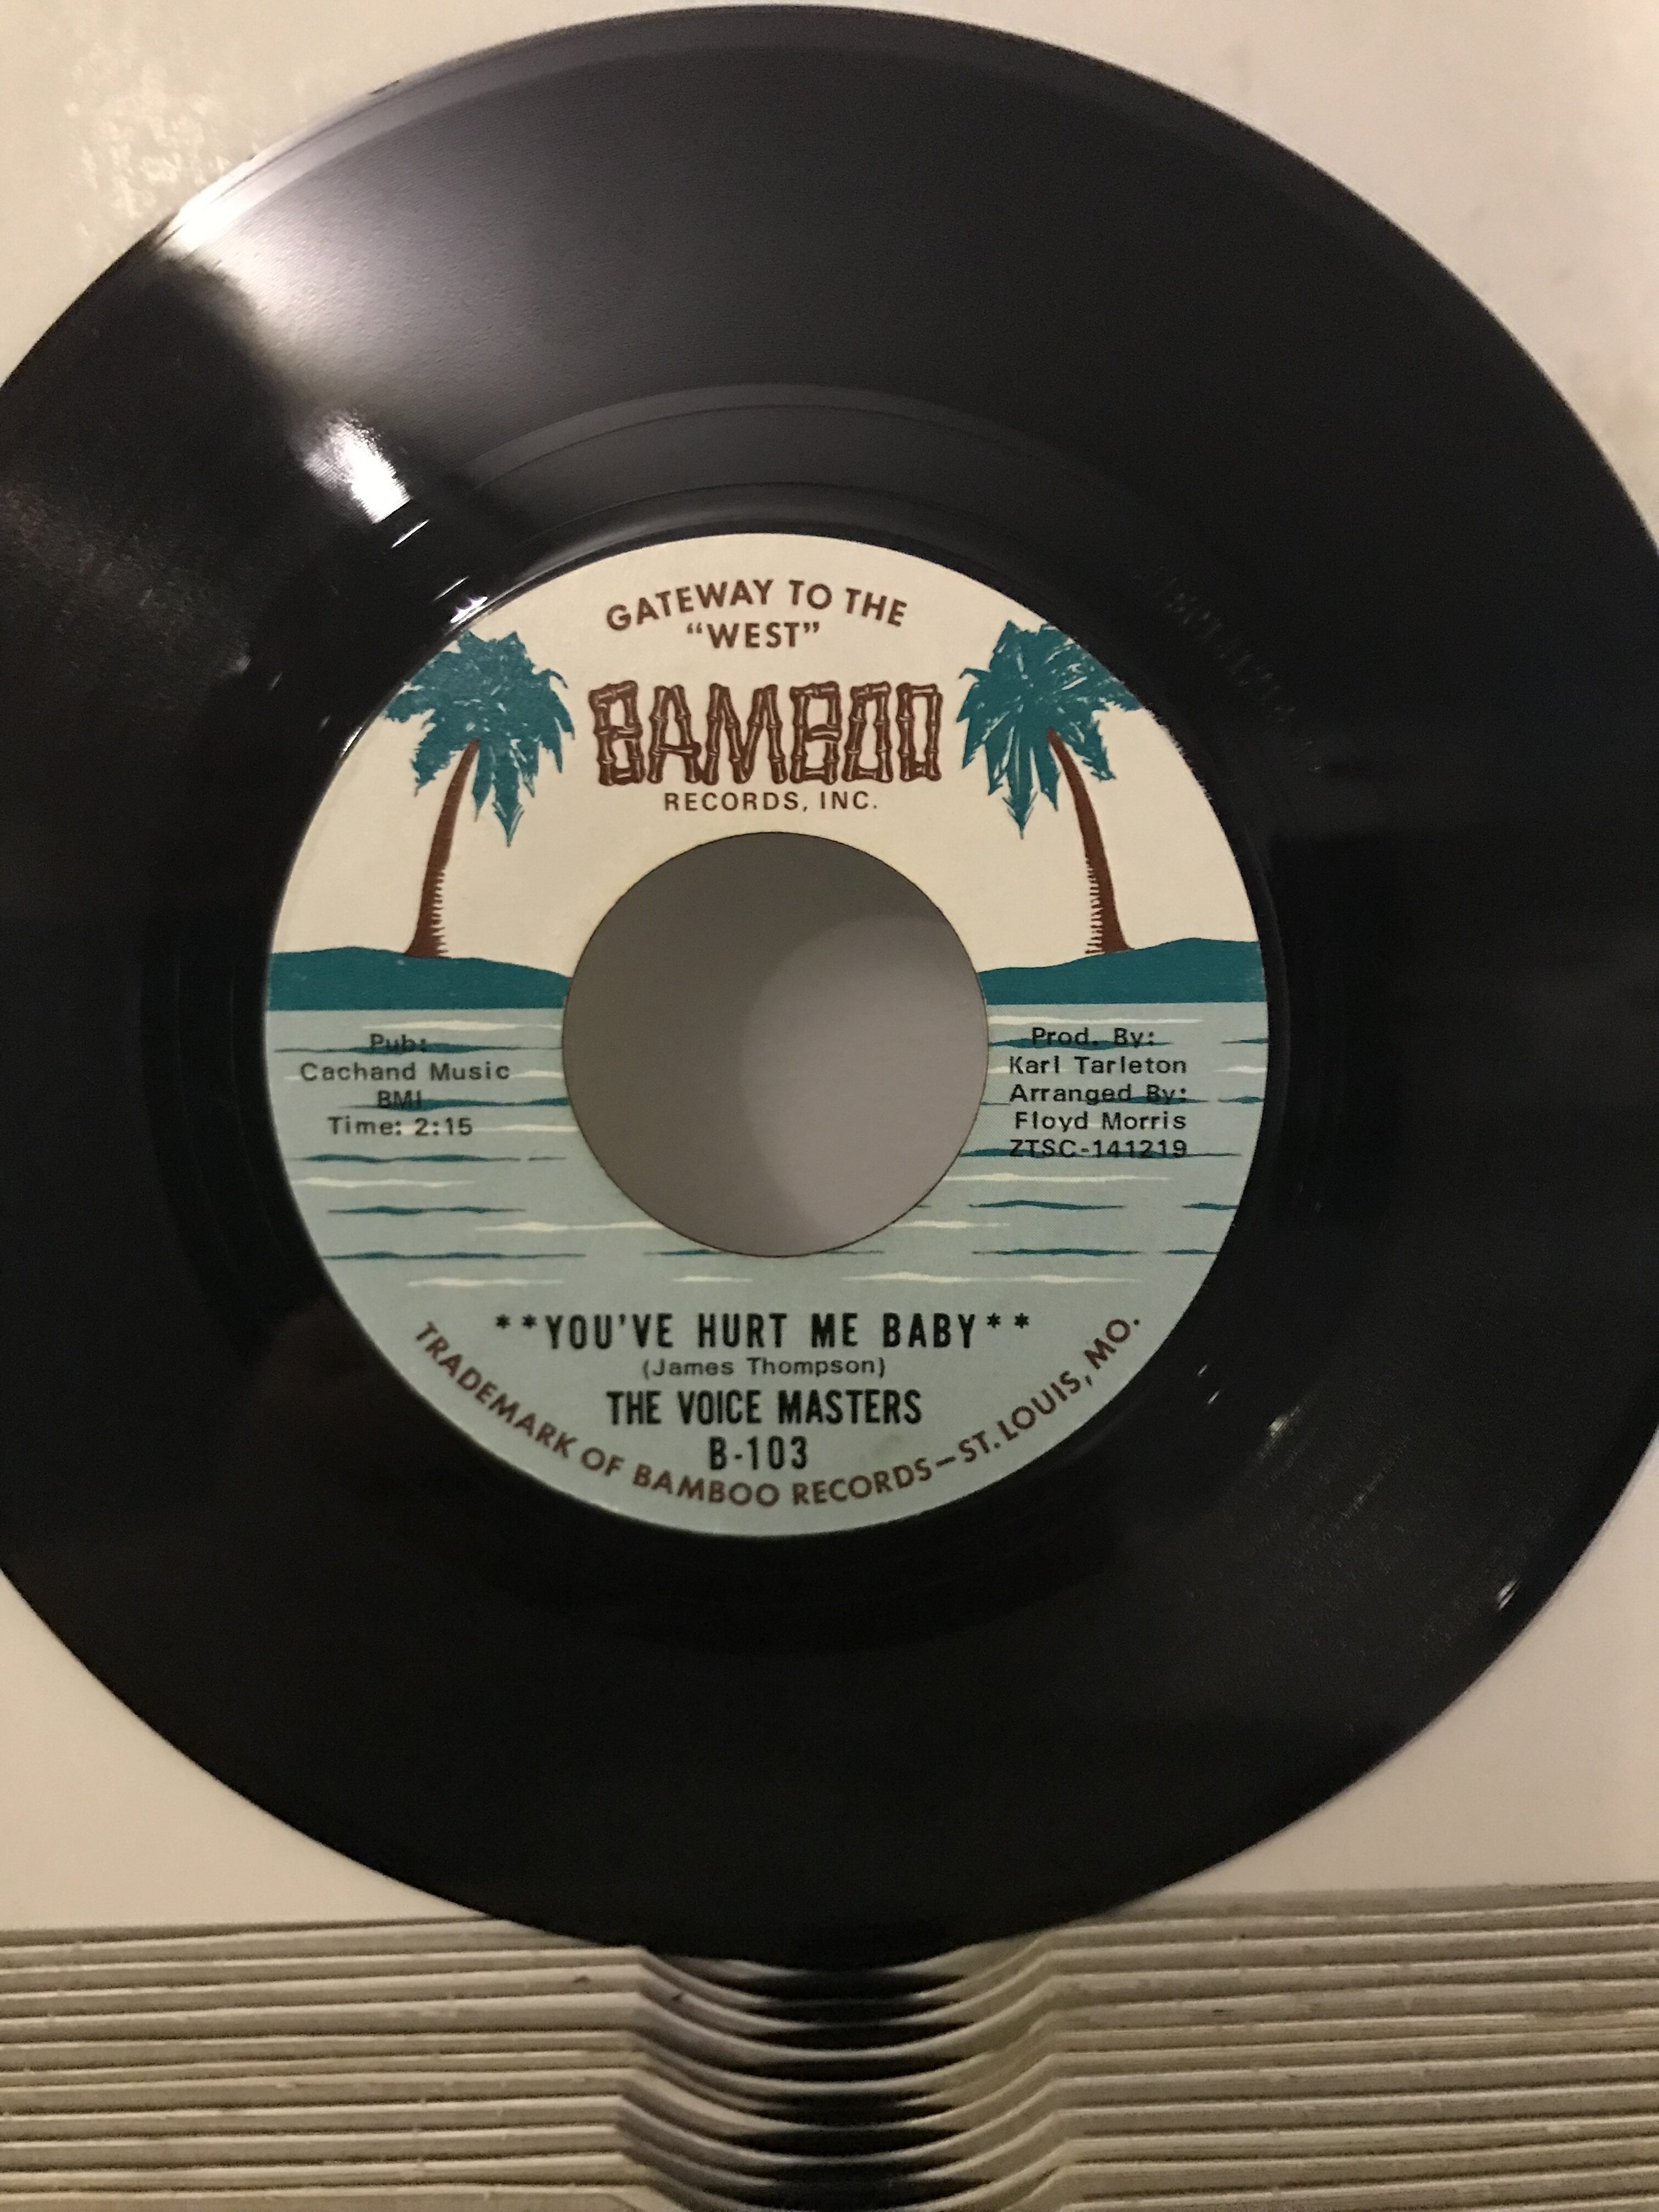 GATEWAY TO THE
“WEST”
BAMBOO
RECORDS, INC.
Pub:
Cachand Music
BMI
Time: 2:15
Prod. By:
Karl Tarleton
Arranged By:
Floyd Morris
ZTSC-141219
**YOU'VE HURT ME BABY**
(James Thompson)
THE VOICE MASTERS
B-103
TRADEMARK OF BAMBOO RECORDS—ST. LOUIS, MO.